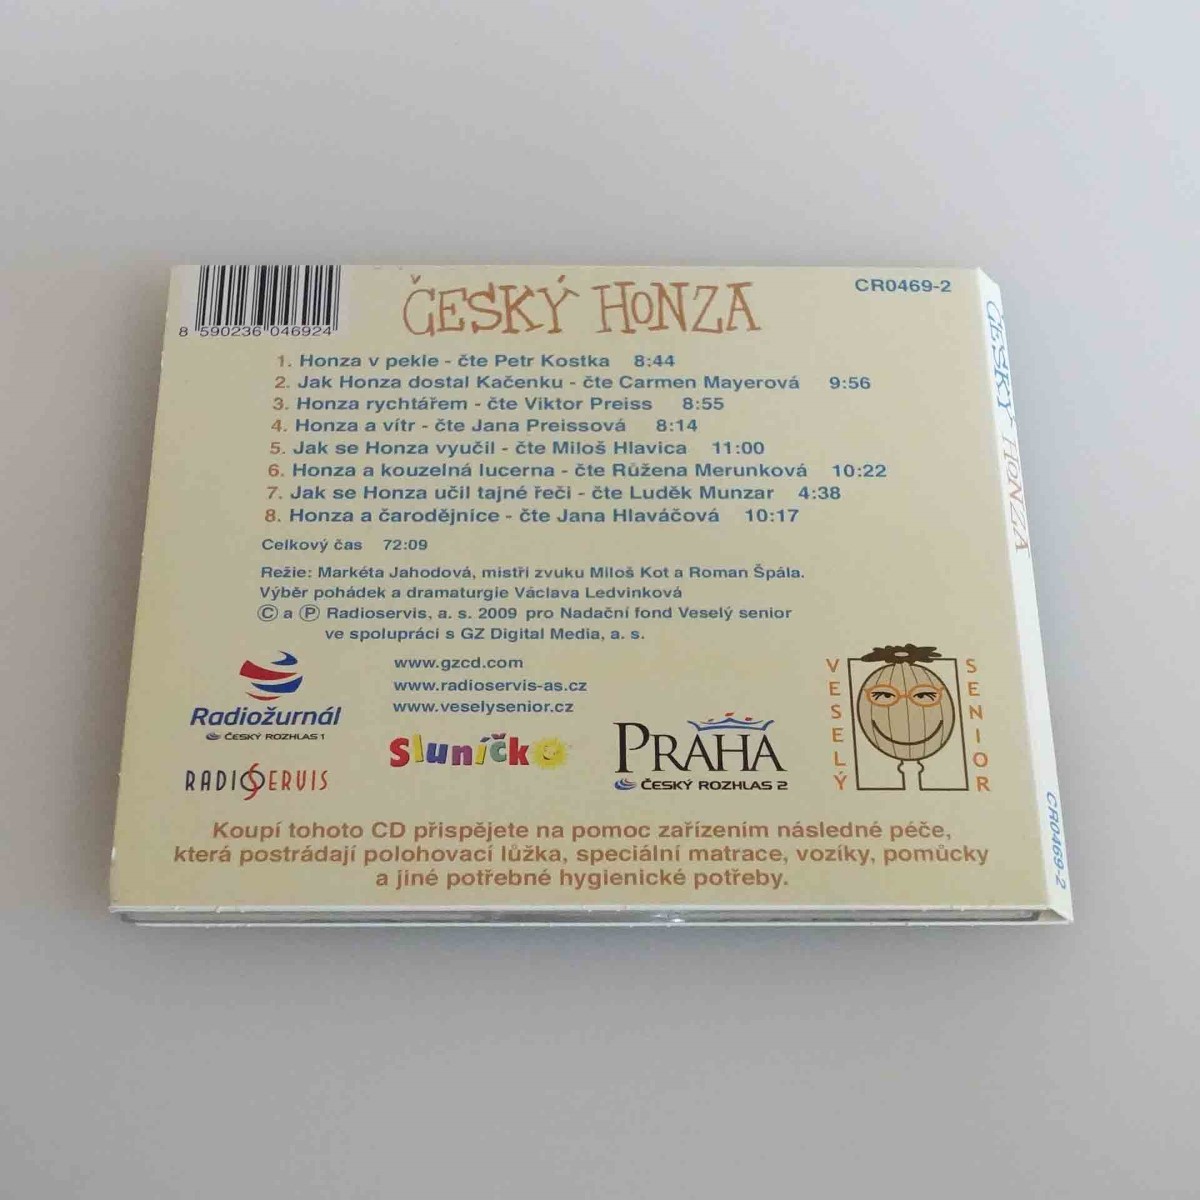 8 590236 046924
ČESKÝ HONZA
CR0469-2
1. Honza v pekle - čte Petr Kostka 8:44
2. Jak Honza dostal Kačenku - čte Carmen Mayerová 9:56
3. Honza rychtářem - čte Viktor Preiss 8:55
4. Honza a vítr - čte Jana Preissová 8:14
5. Jak se Honza vyučil - čte Miloš Hlavica 11:00
6. Honza a kouzelná lucerna - čte Růžena Merunková 10:22
7. Jak se Honza učil tajné řeči - čte Luděk Munzar 4:38
8. Honza a čarodějnice - čte Jana Hlaváčová 10:17
Celkový čas 72:09
Režie: Markéta Jahodová, mistři zvuku Miloš Kot a Roman Špála.
Výběr pohádek a dramaturgie Václava Ledvinková
Ⓒ a Ⓟ Radioservis, a. s. 2009 pro Nadační fond Veselý senior
ve spolupráci s GZ Digital Media, a. s.
www.gzcd.com
www.radioservis-as.cz
www.veselysenior.cz
Radiožurnál
ČESKÝ ROZHLAS 1
RADIOSERVIS
Sluníčko
PRAHA
ČESKÝ ROZHLAS 2
VESELÝ
SENIOR
Koupí tohoto CD přispějete na pomoc zařízením následné péče,
která postrádají polohovací lůžka, speciální matrace, vozíky, pomůcky
a jiné potřebné hygienické potřeby.
ČESKÝ HONZA
CR0469-2